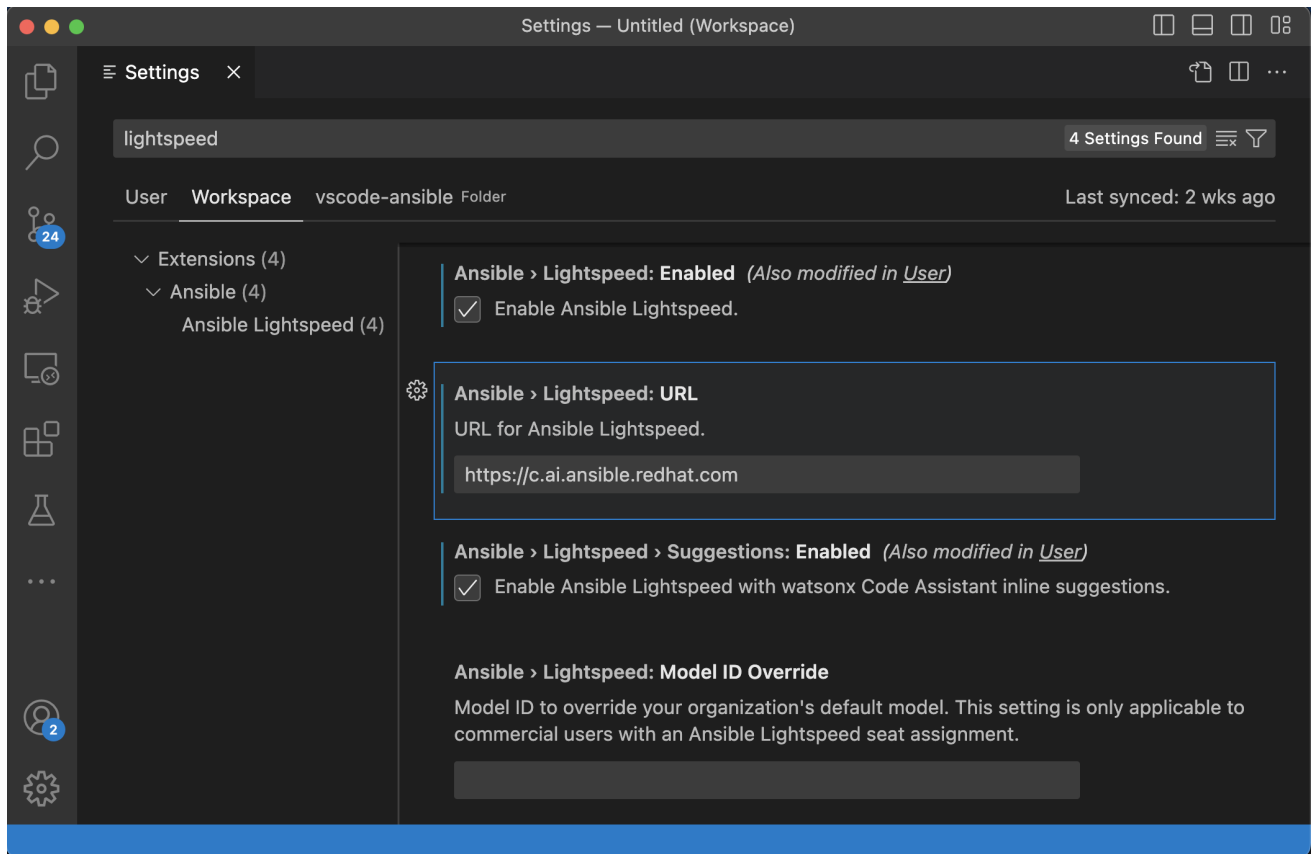 Settings — Untitled (Workspace)
Settings
lightspeed
4 Settings Found
User Workspace vscode-ansible Folder
Last synced: 2 wks ago
24
Extensions (4)
Ansible (4)
Ansible Lightspeed (4)
Ansible › Lightspeed: Enabled (Also modified in User)
Enable Ansible Lightspeed.
Ansible › Lightspeed: URL
URL for Ansible Lightspeed.
https://c.ai.ansible.redhat.com
Ansible › Lightspeed › Suggestions: Enabled (Also modified in User)
Enable Ansible Lightspeed with watsonx Code Assistant inline suggestions.
Ansible › Lightspeed: Model ID Override
Model ID to override your organization's default model. This setting is only applicable to
commercial users with an Ansible Lightspeed seat assignment.
2